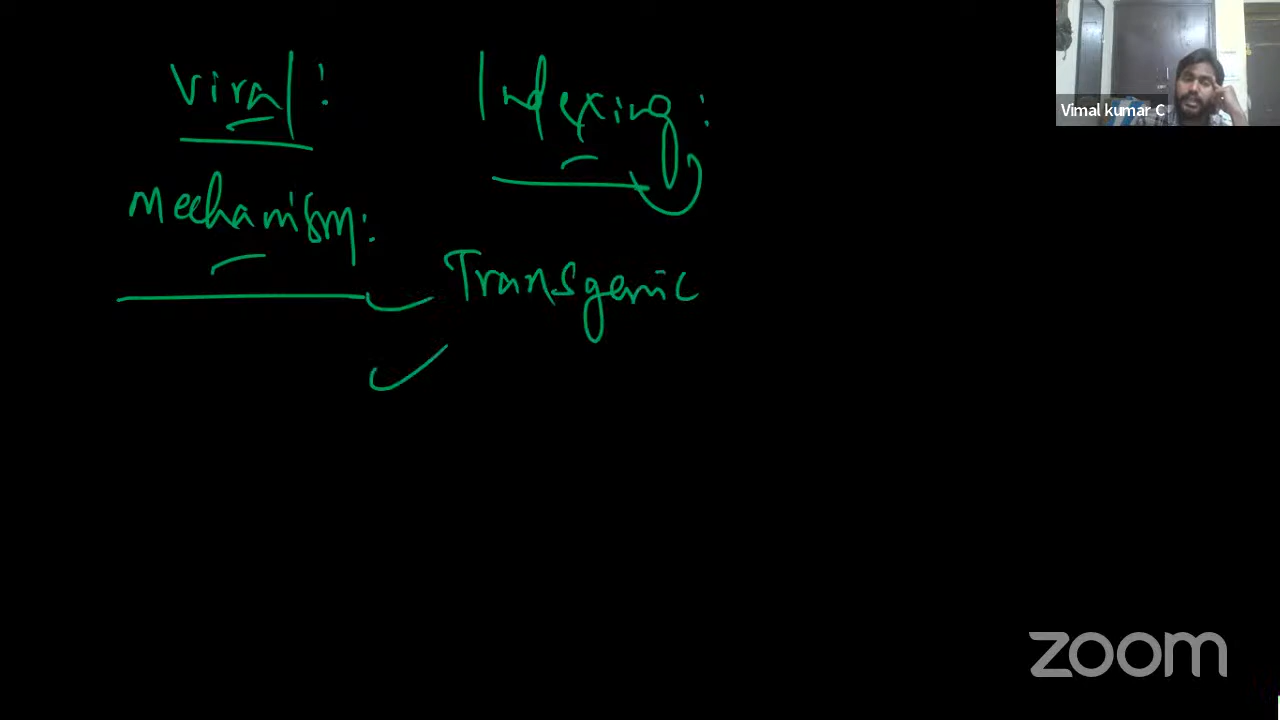 Viral: Indexing:
Mechanism:
Transgenic
Vimal kumar C
zoom